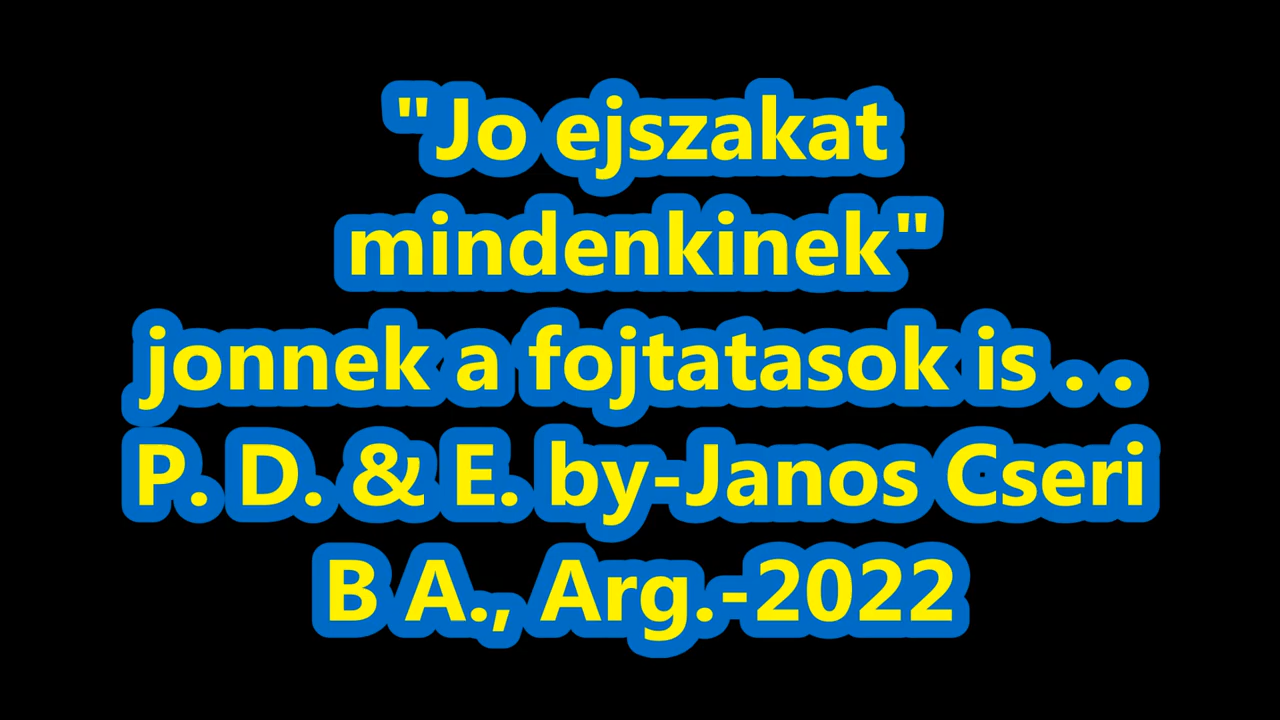 "Jo ejszakat
mindenkinek"
jonnek a fojtatasok is . .
P. D. & E. by-Janos Cseri
B A., Arg.-2022